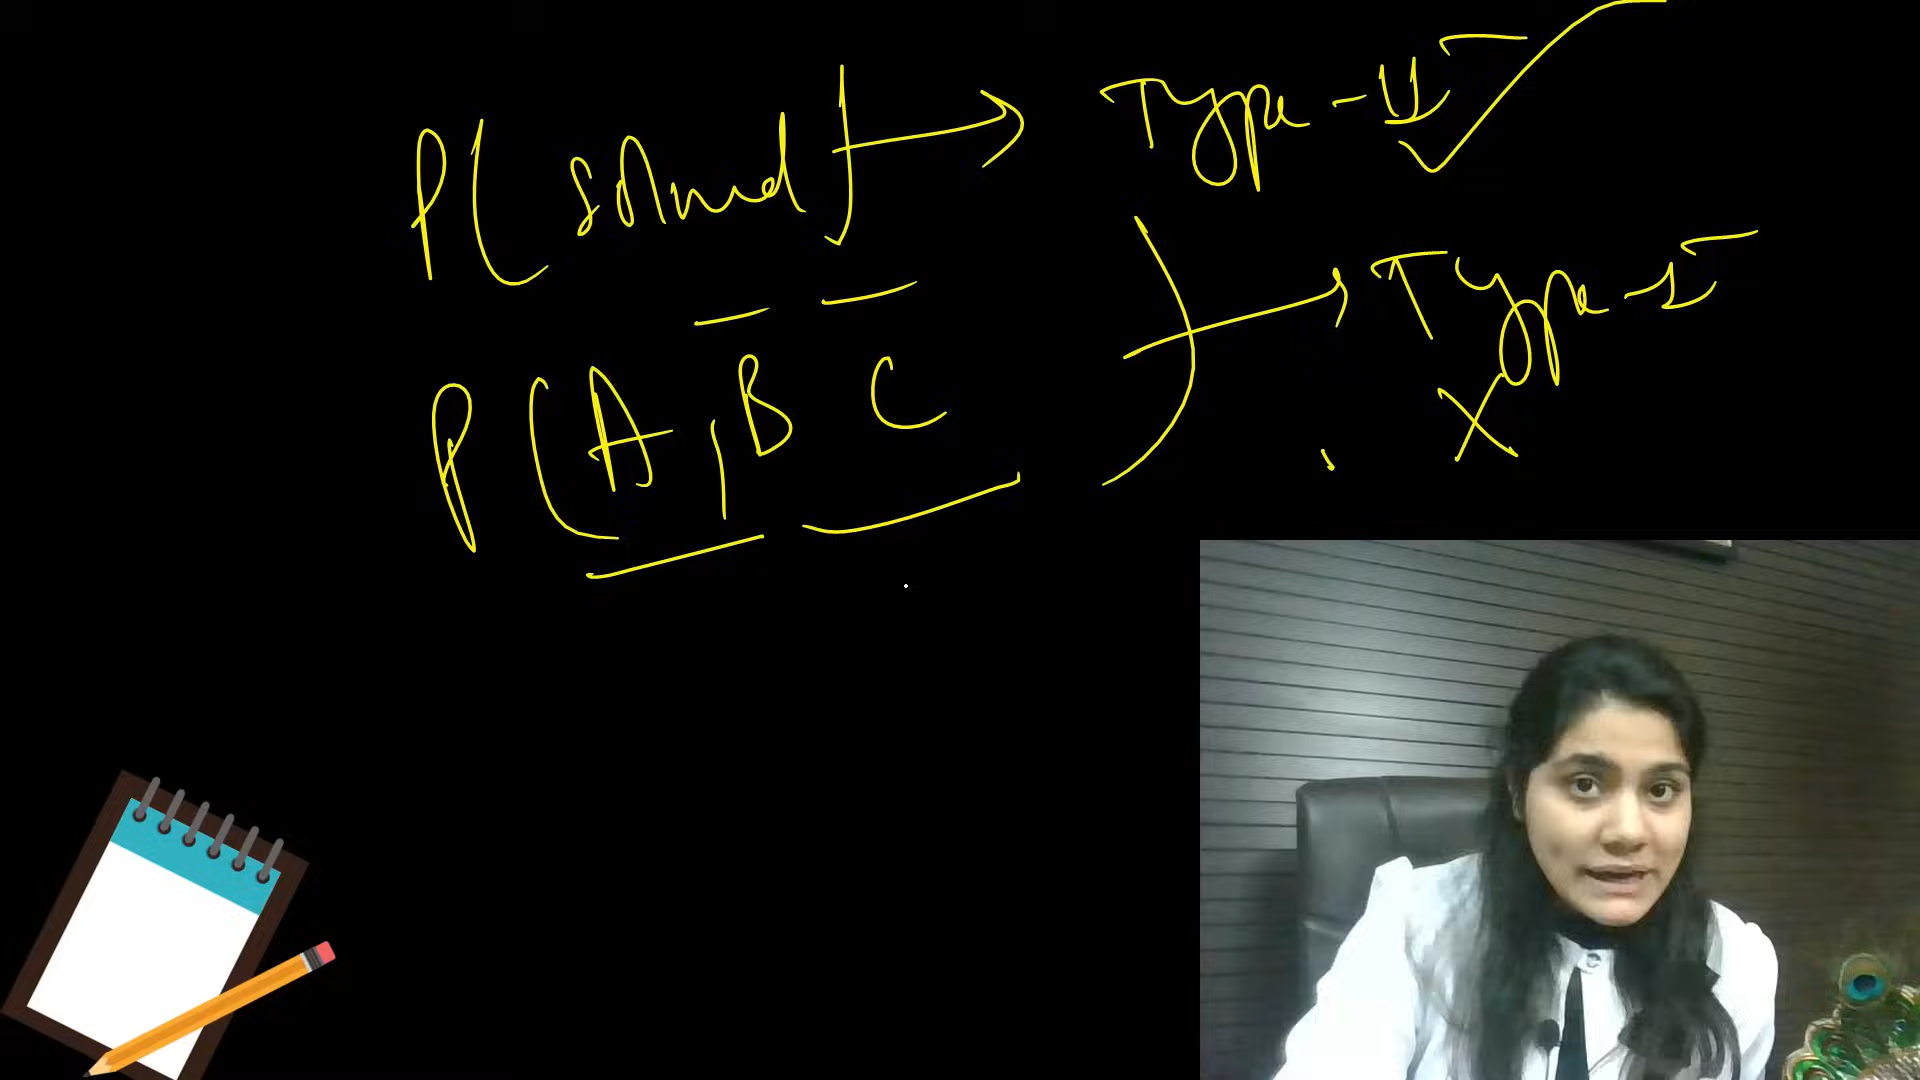 P(solved) → Type-II
P(A, B̅ C̅) → Type-I
X